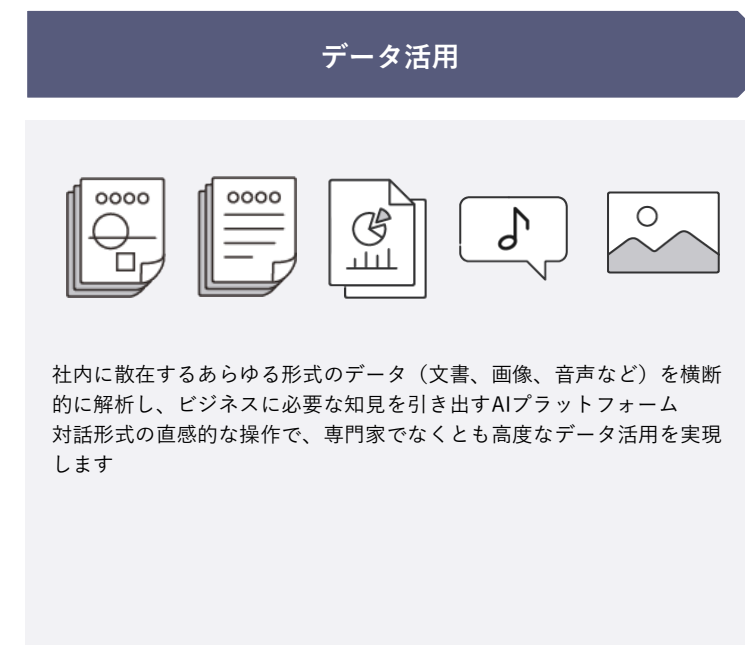 データ活用
社内に散在するあらゆる形式のデータ（文書、画像、音声など）を横断
的に解析し、ビジネスに必要な知見を引き出すAIプラットフォーム
対話形式の直感的な操作で、専門家でなくとも高度なデータ活用を実現
します